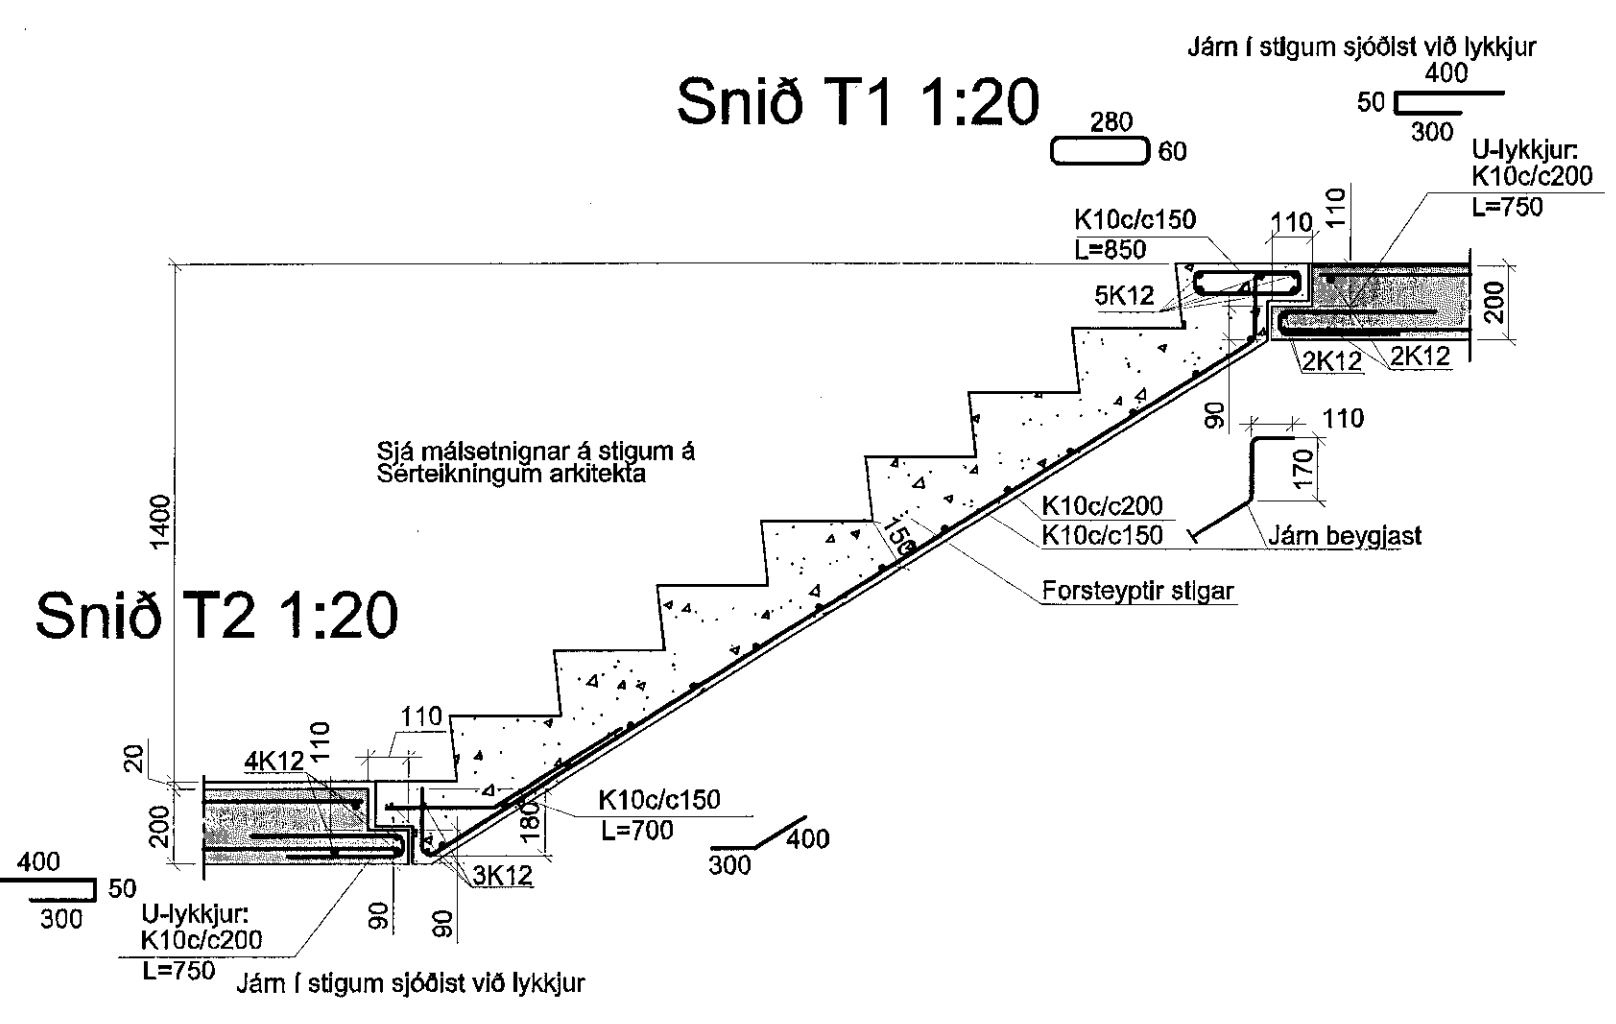 Járn í stigum sjóðist við lykkjur
400
50
300
Snið T1 1:20
280
60
U-lykkjur:
K10c/c200
L=750
110
110
K10c/c150
L=850
5K12
200
2K12
2K12
90
110
170
Sjá málsetnignar á stigum á
Sérteikningum arkitekta
1400
150
K10c/c200
K10c/c150
Járn beygjast
Forsteyptir stigar
Snið T2 1:20
110
110
20
4K12
200
180
K10c/c150
L=700
400
300
3K12
90
90
400
50
300
U-lykkjur:
K10c/c200
L=750
Járn í stigum sjóðist við lykkjur